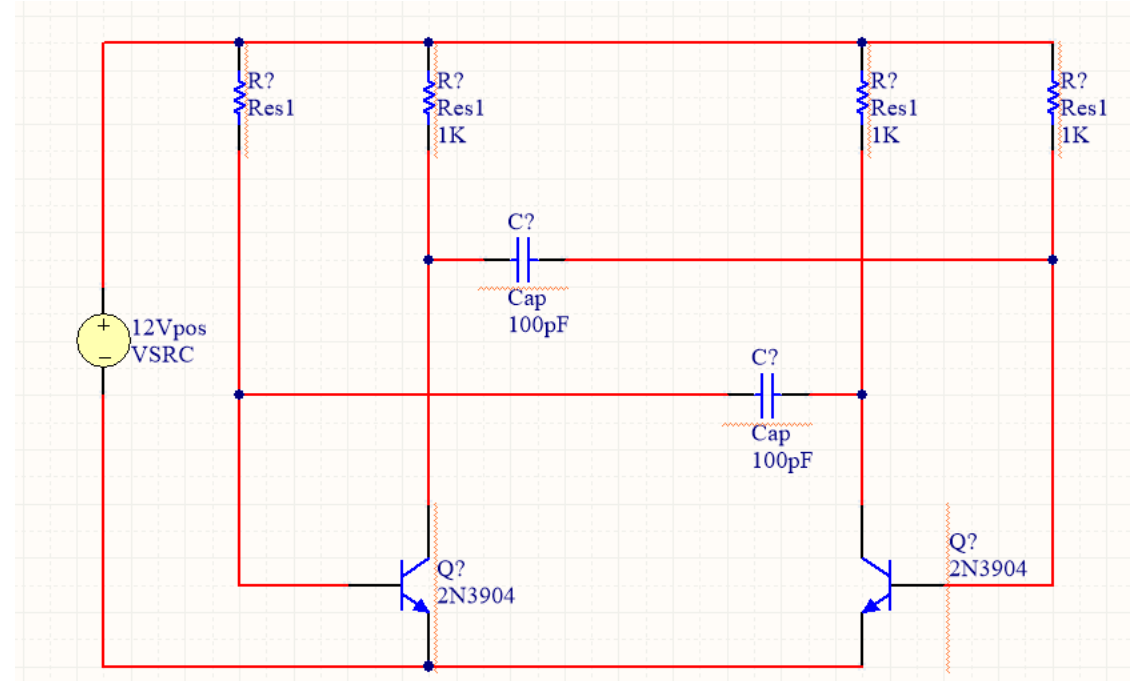 R?
Res1
R?
Res1
1K
R?
Res1
1K
R?
Res1
1K
C?
Cap
100pF
12Vpos
VSRC
C?
Cap
100pF
Q?
2N3904
Q?
2N3904